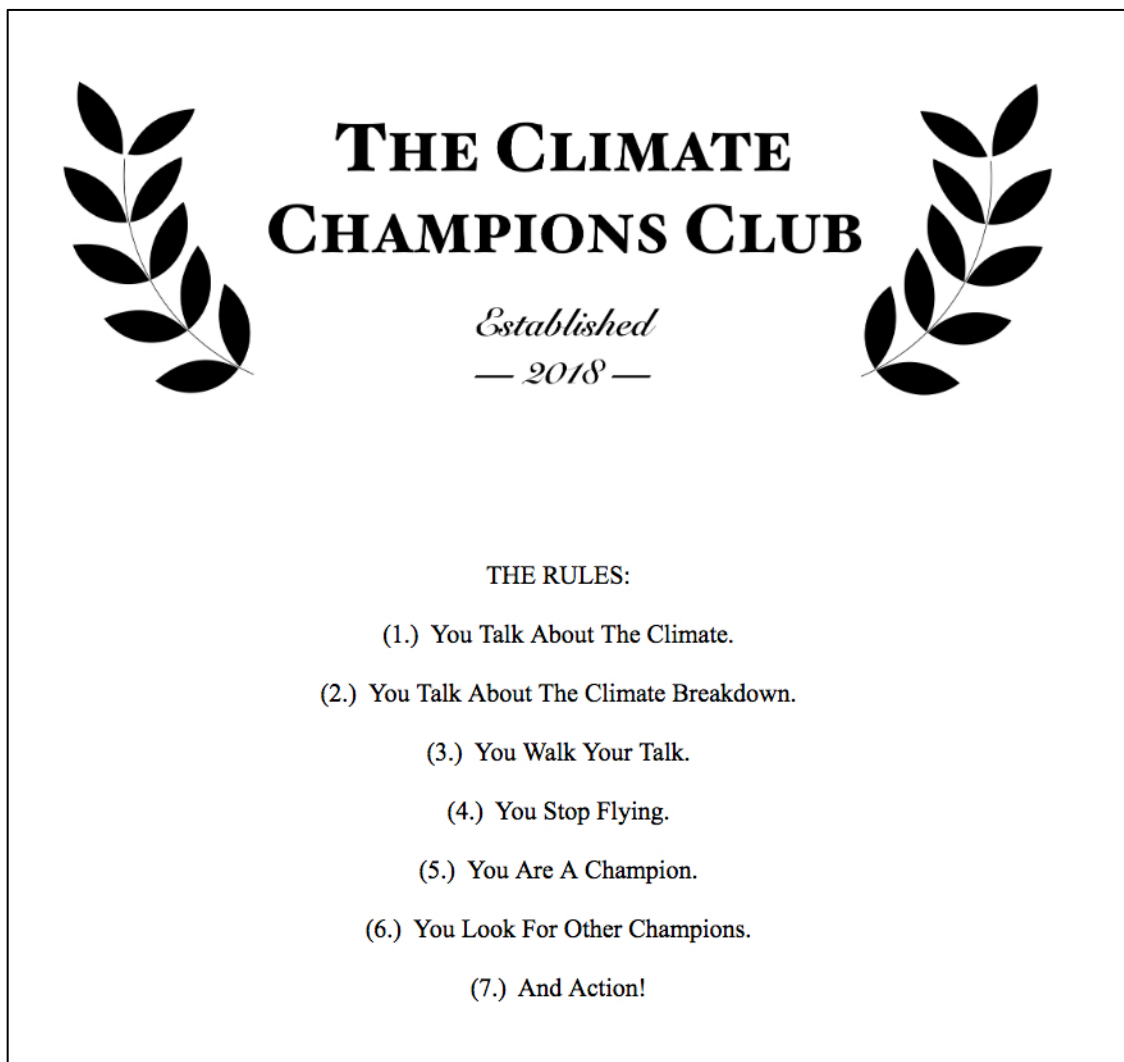 THE CLIMATE
CHAMPIONS CLUB
Established
— 2018 —
THE RULES:
(1.) You Talk About The Climate.
(2.) You Talk About The Climate Breakdown.
(3.) You Walk Your Talk.
(4.) You Stop Flying.
(5.) You Are A Champion.
(6.) You Look For Other Champions.
(7.) And Action!